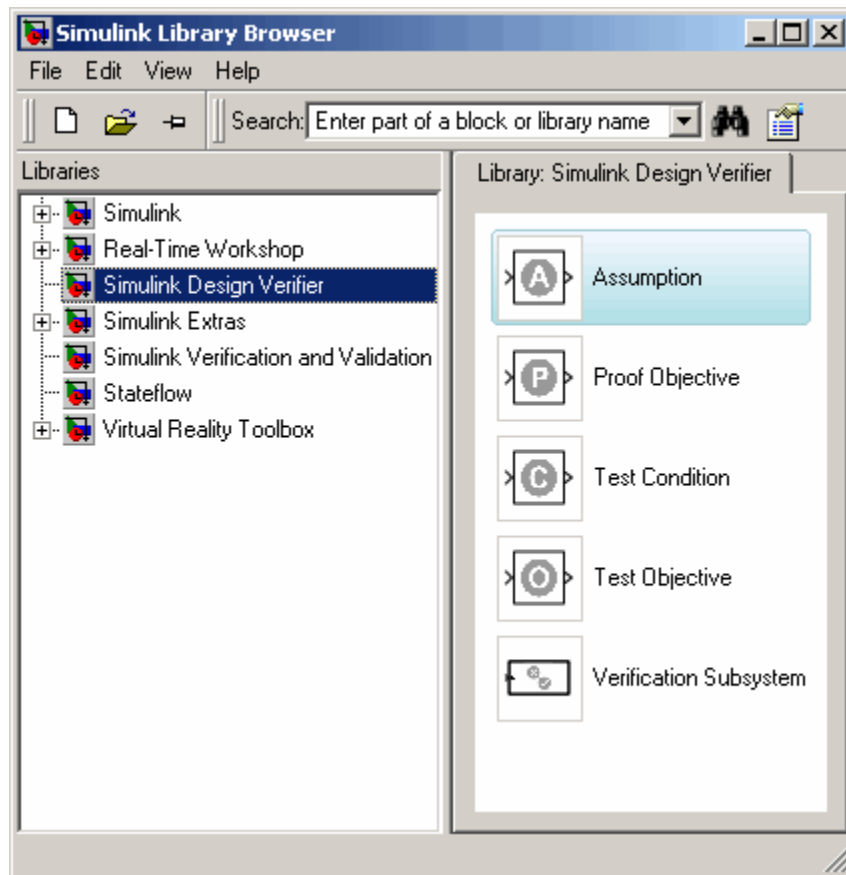 Simulink Library Browser
File Edit View Help
Search: Enter part of a block or library name
Libraries
Simulink
Real-Time Workshop
Simulink Design Verifier
Simulink Extras
Simulink Verification and Validation
Stateflow
Virtual Reality Toolbox
Library: Simulink Design Verifier
A Assumption
P Proof Objective
C Test Condition
O Test Objective
Verification Subsystem